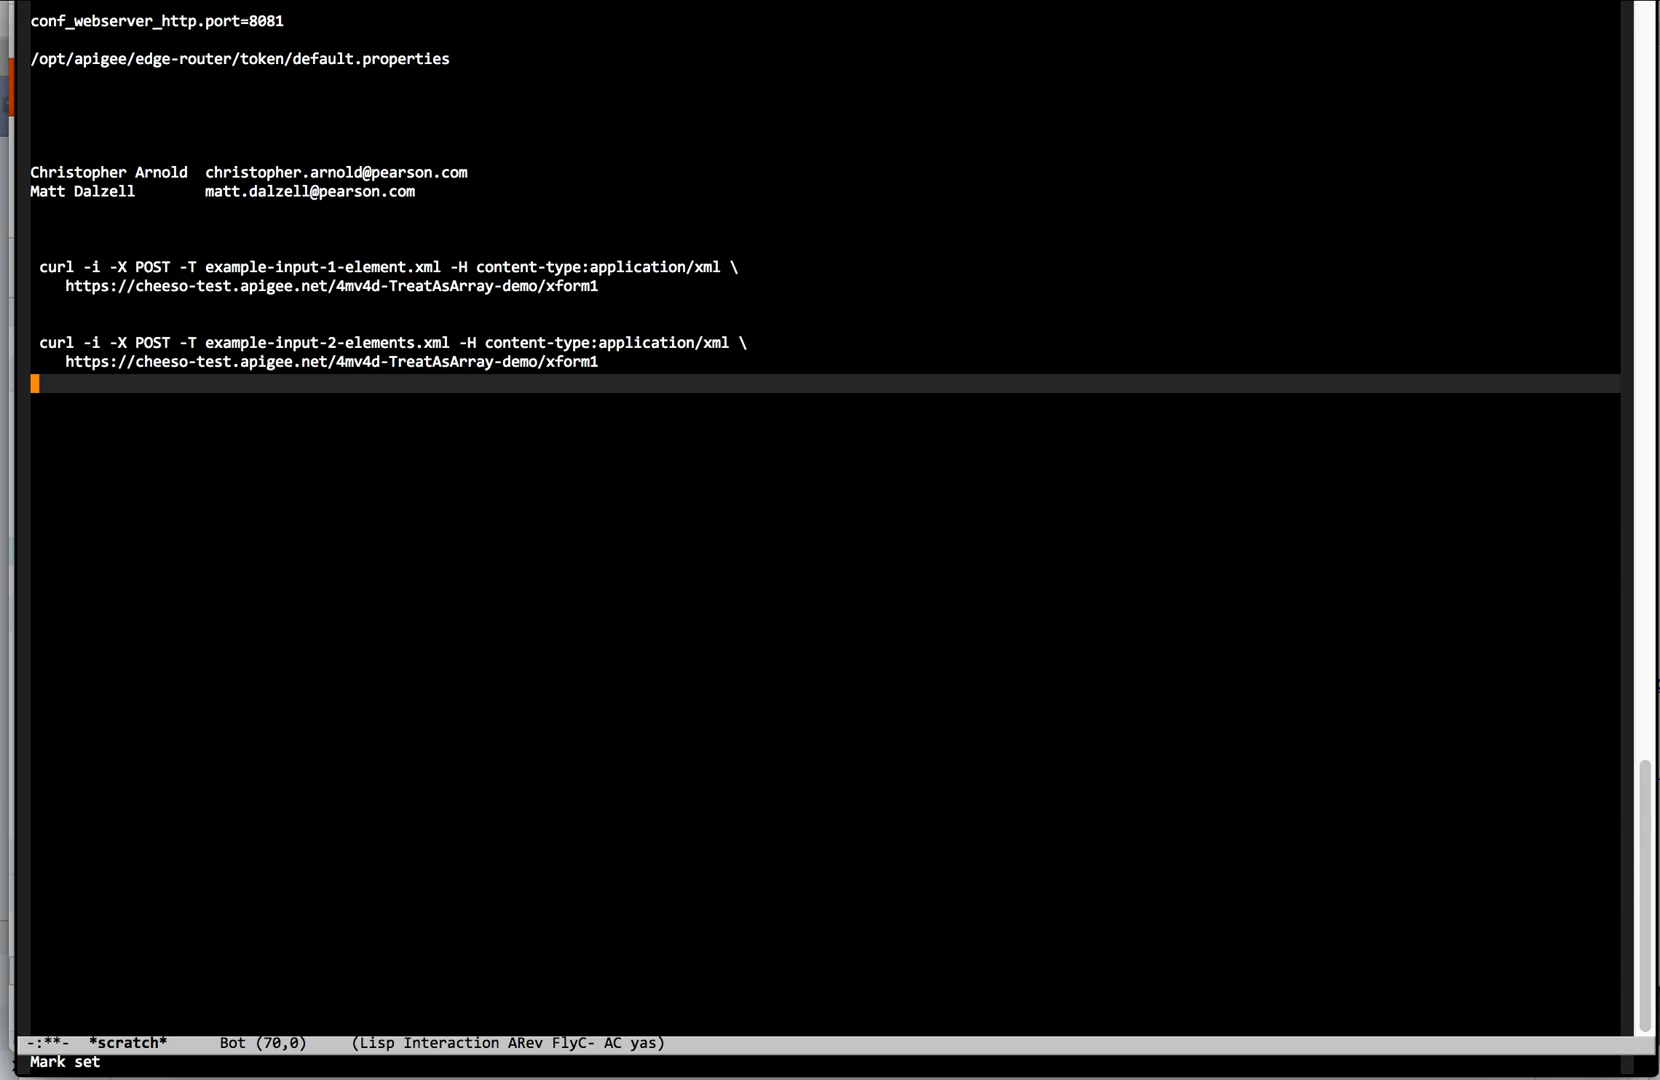 conf_webserver_http.port=8081
/opt/apigee/edge-router/token/default.properties
Christopher Arnold  christopher.arnold@pearson.com
Matt Dalzell        matt.dalzell@pearson.com
curl -i -X POST -T example-input-1-element.xml -H content-type:application/xml \
https://cheeso-test.apigee.net/4mv4d-TreatAsArray-demo/xform1
curl -i -X POST -T example-input-2-elements.xml -H content-type:application/xml \
https://cheeso-test.apigee.net/4mv4d-TreatAsArray-demo/xform1
-:**-  *scratch*      Bot (70,0)     (Lisp Interaction ARev FlyC- AC yas)
Mark set